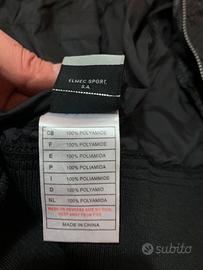 ELMEC SPORT
S.A.
GB 100% POLYAMIDE
F 100% POLYAMIDE
E 100% POLIAMIDA
P 100% POLIAMIDA
I 100% POLIAMMIDE
D 100% POLYAMID
NL 100% POLYAMIDE
KEEP AWAY FROM FIRE
MADE IN CHINA
subito